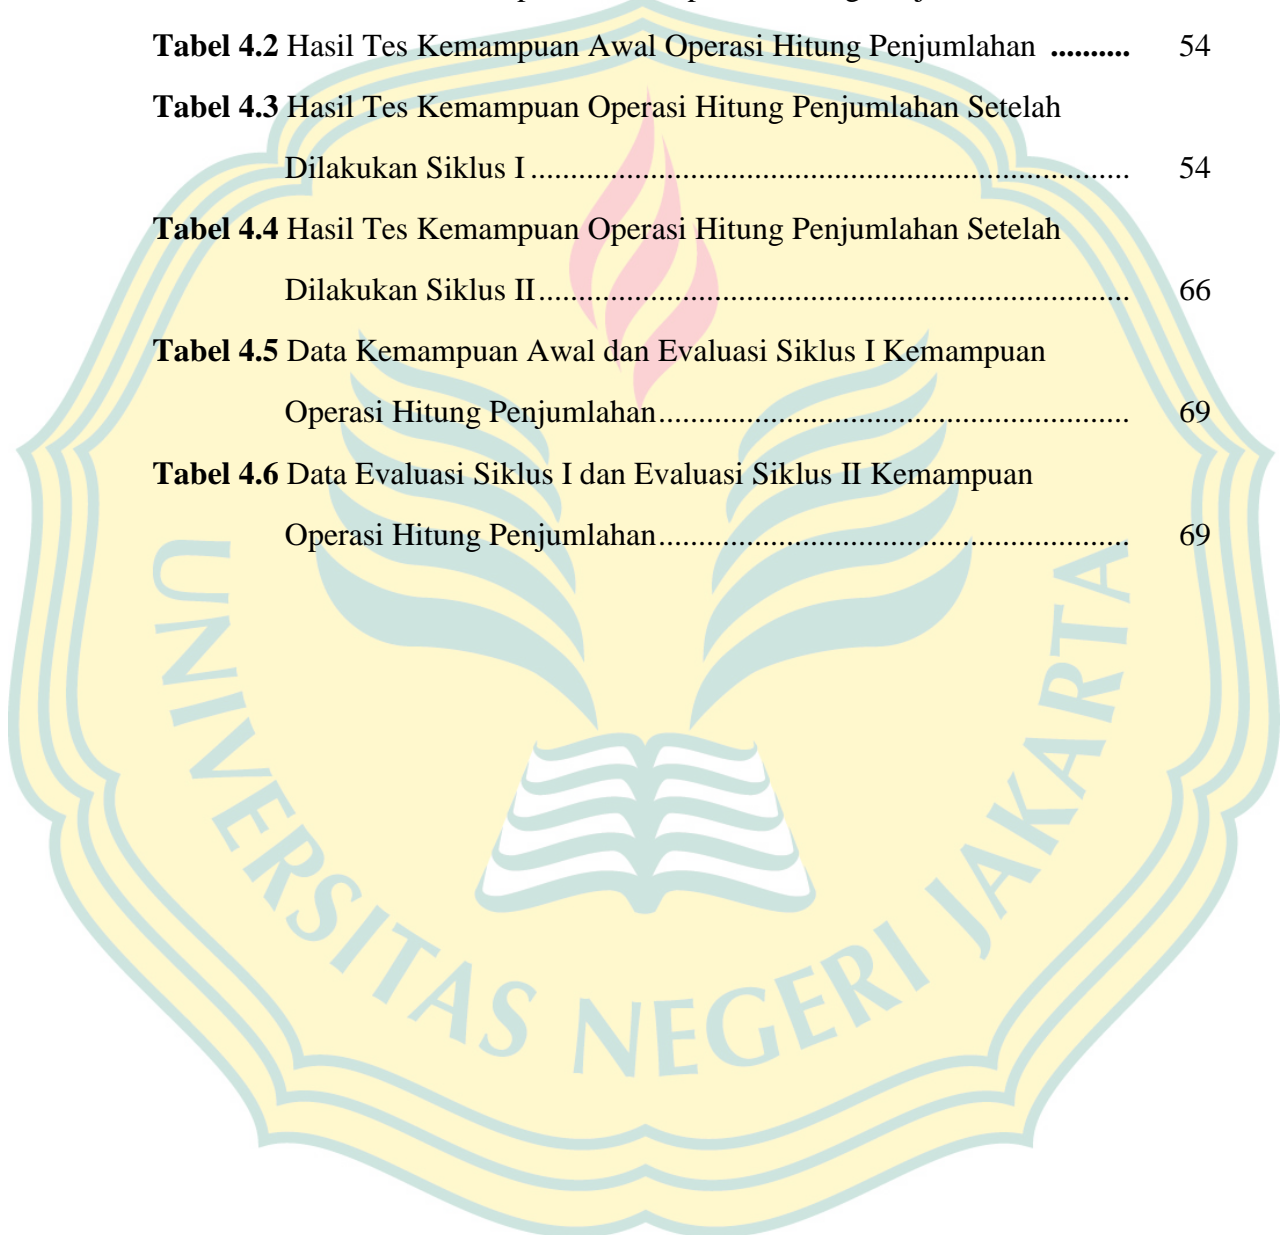 Tabel 4.2 Hasil Tes Kemampuan Awal Operasi Hitung Penjumlahan .......... 54
Tabel 4.3 Hasil Tes Kemampuan Operasi Hitung Penjumlahan Setelah
Dilakukan Siklus I ........................................................................... 54
Tabel 4.4 Hasil Tes Kemampuan Operasi Hitung Penjumlahan Setelah
Dilakukan Siklus II .......................................................................... 66
Tabel 4.5 Data Kemampuan Awal dan Evaluasi Siklus I Kemampuan
Operasi Hitung Penjumlahan ........................................................... 69
Tabel 4.6 Data Evaluasi Siklus I dan Evaluasi Siklus II Kemampuan
Operasi Hitung Penjumlahan ........................................................... 69
UNIVERSITAS NEGERI JAKARTA